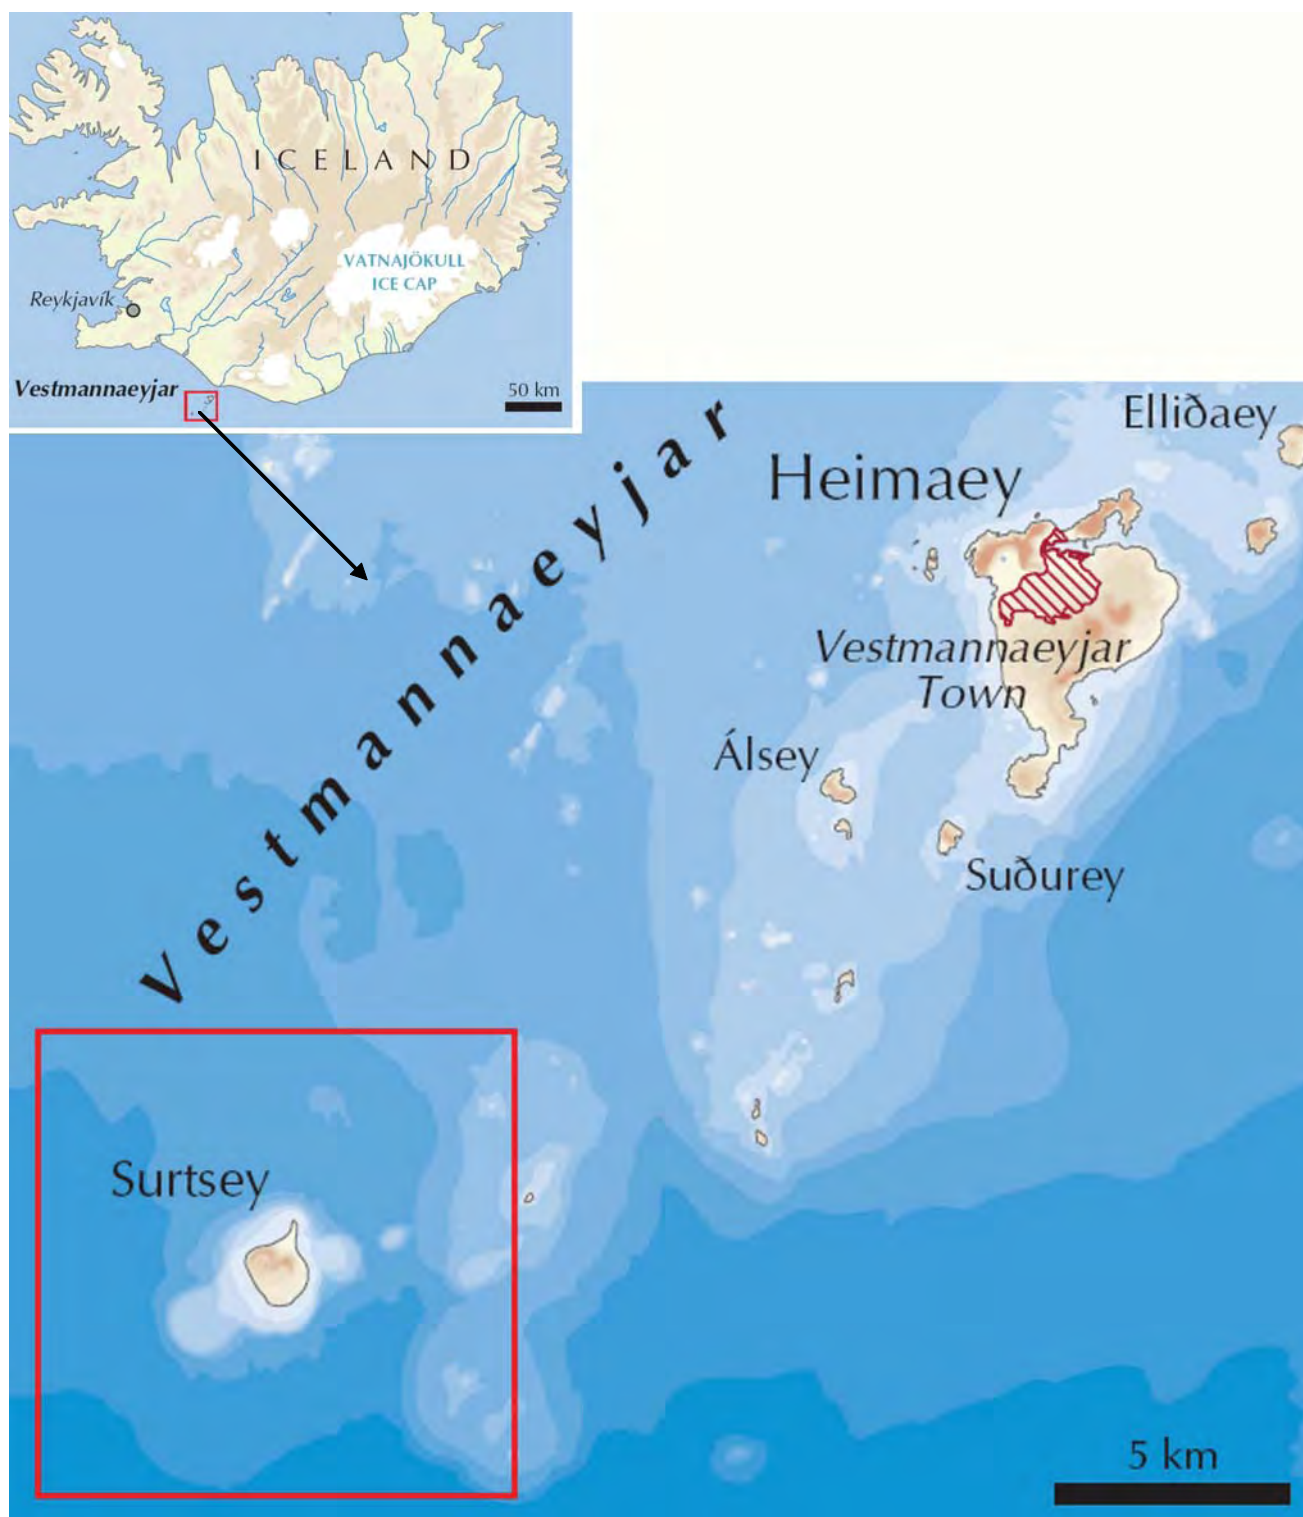 ICELAND
VATNAJÖKULL
ICE CAP
Reykjavík
Vestmannaeyjar
50 km
Elliðaey
Heimaey
Vestmannaeyjar
Vestmannaeyjar
Town
Álsey
Suðurey
Surtsey
5 km